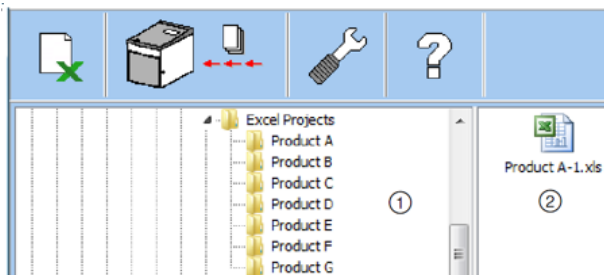 Excel Projects
Product A
Product B
Product C
Product D
Product E
Product F
Product G
①
Product A-1.xls
②